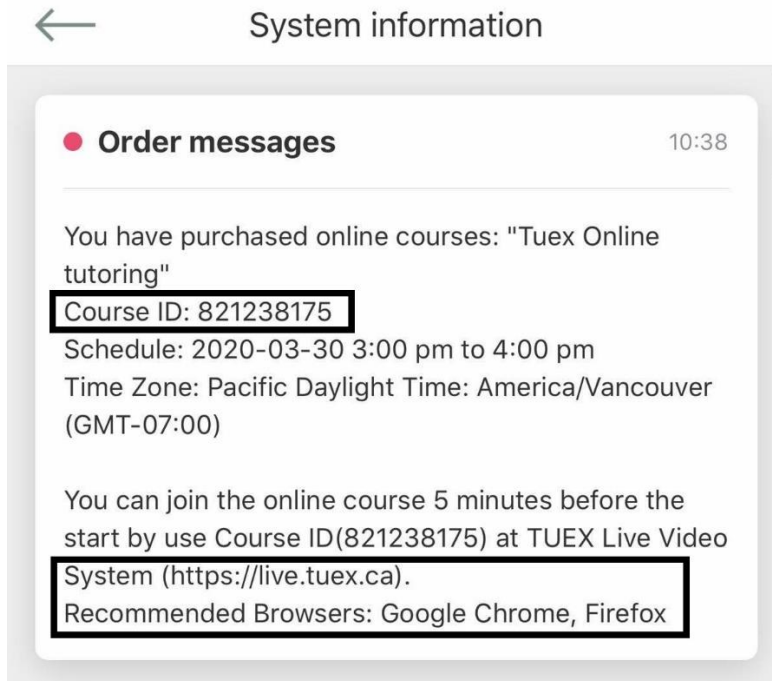 System information
Order messages
10:38
You have purchased online courses: "Tuex Online
tutoring"
Course ID: 821238175
Schedule: 2020-03-30 3:00 pm to 4:00 pm
Time Zone: Pacific Daylight Time: America/Vancouver
(GMT-07:00)
You can join the online course 5 minutes before the
start by use Course ID(821238175) at TUEX Live Video
System (https://live.tuex.ca).
Recommended Browsers: Google Chrome, Firefox